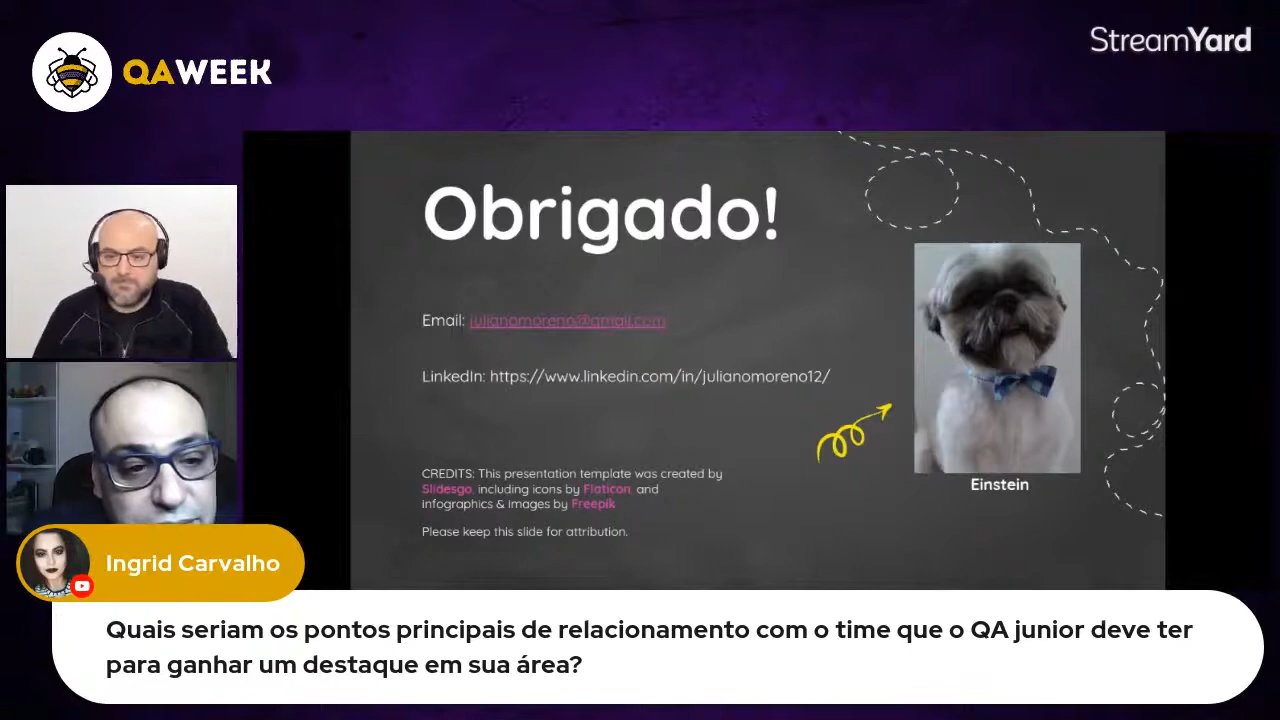 QAWEEK
StreamYard
Obrigado!
Email: julianomoreno@gmail.com
LinkedIn: https://www.linkedin.com/in/julianomoreno12/
CREDITS: This presentation template was created by
Slidesgo, including icons by Flaticon, and
infographics & images by Freepik
Please keep this slide for attribution.
Einstein
Ingrid Carvalho
Quais seriam os pontos principais de relacionamento com o time que o QA junior deve ter
para ganhar um destaque em sua área?